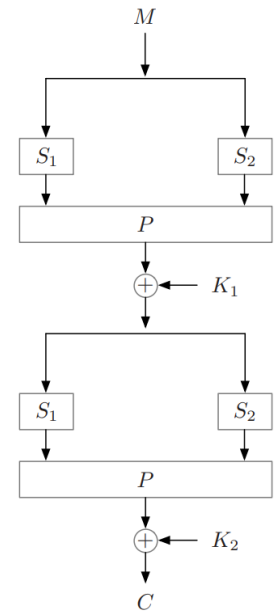 M
S₁ S₂
P
+ K₁
S₁ S₂
P
+ K₂
C